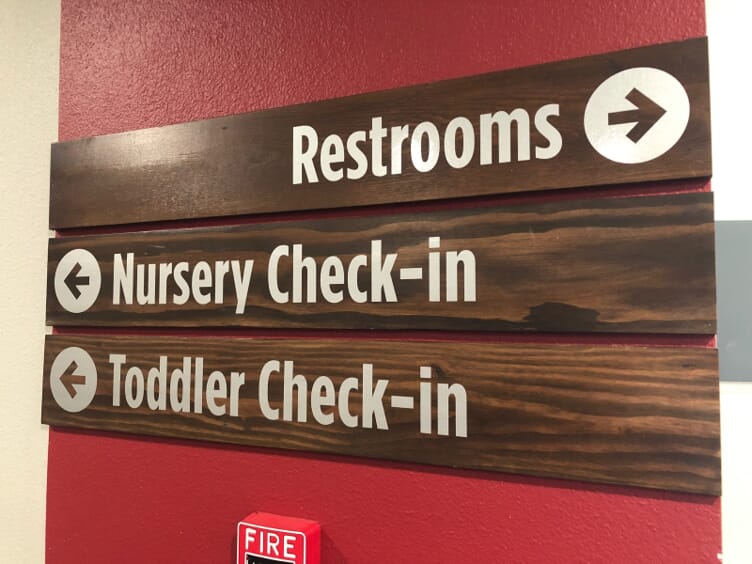 Restrooms
Nursery Check-in
Toddler Check-in
FIRE